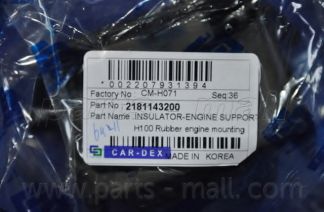 *002207931394*
Factory No : CM-H071 Seq:36
Part No : 2181143200
Part Name : INSULATOR-ENGINE SUPPORT
H100 Rubber engine mounting
CAR-DEX MADE IN KOREA
www.parts-mall.com